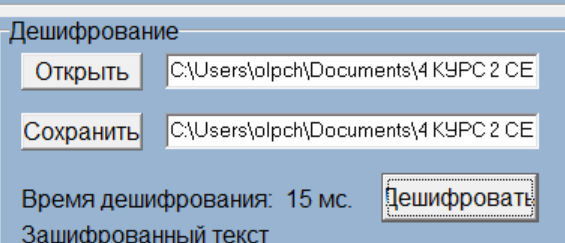 Дешифрование
Открыть C:\Users\olpch\Documents\4 КУРС 2 СЕ
Сохранить C:\Users\olpch\Documents\4 КУРС 2 СЕ
Время дешифрования: 15 мс. Дешифровать
Зашифрованный текст